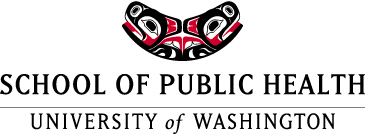 SCHOOL OF PUBLIC HEALTH
UNIVERSITY of WASHINGTON